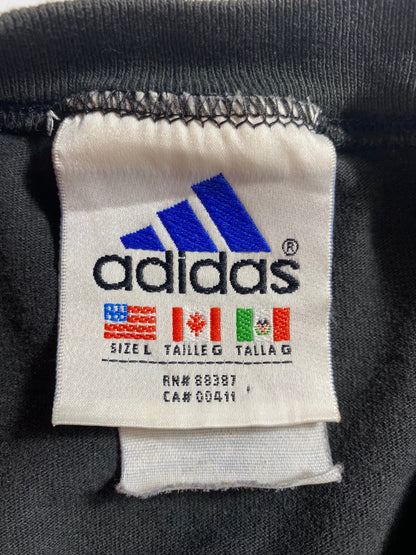 adidas®
SIZE L TAILLE G TALLA G
RN# 88387
CA# 00411